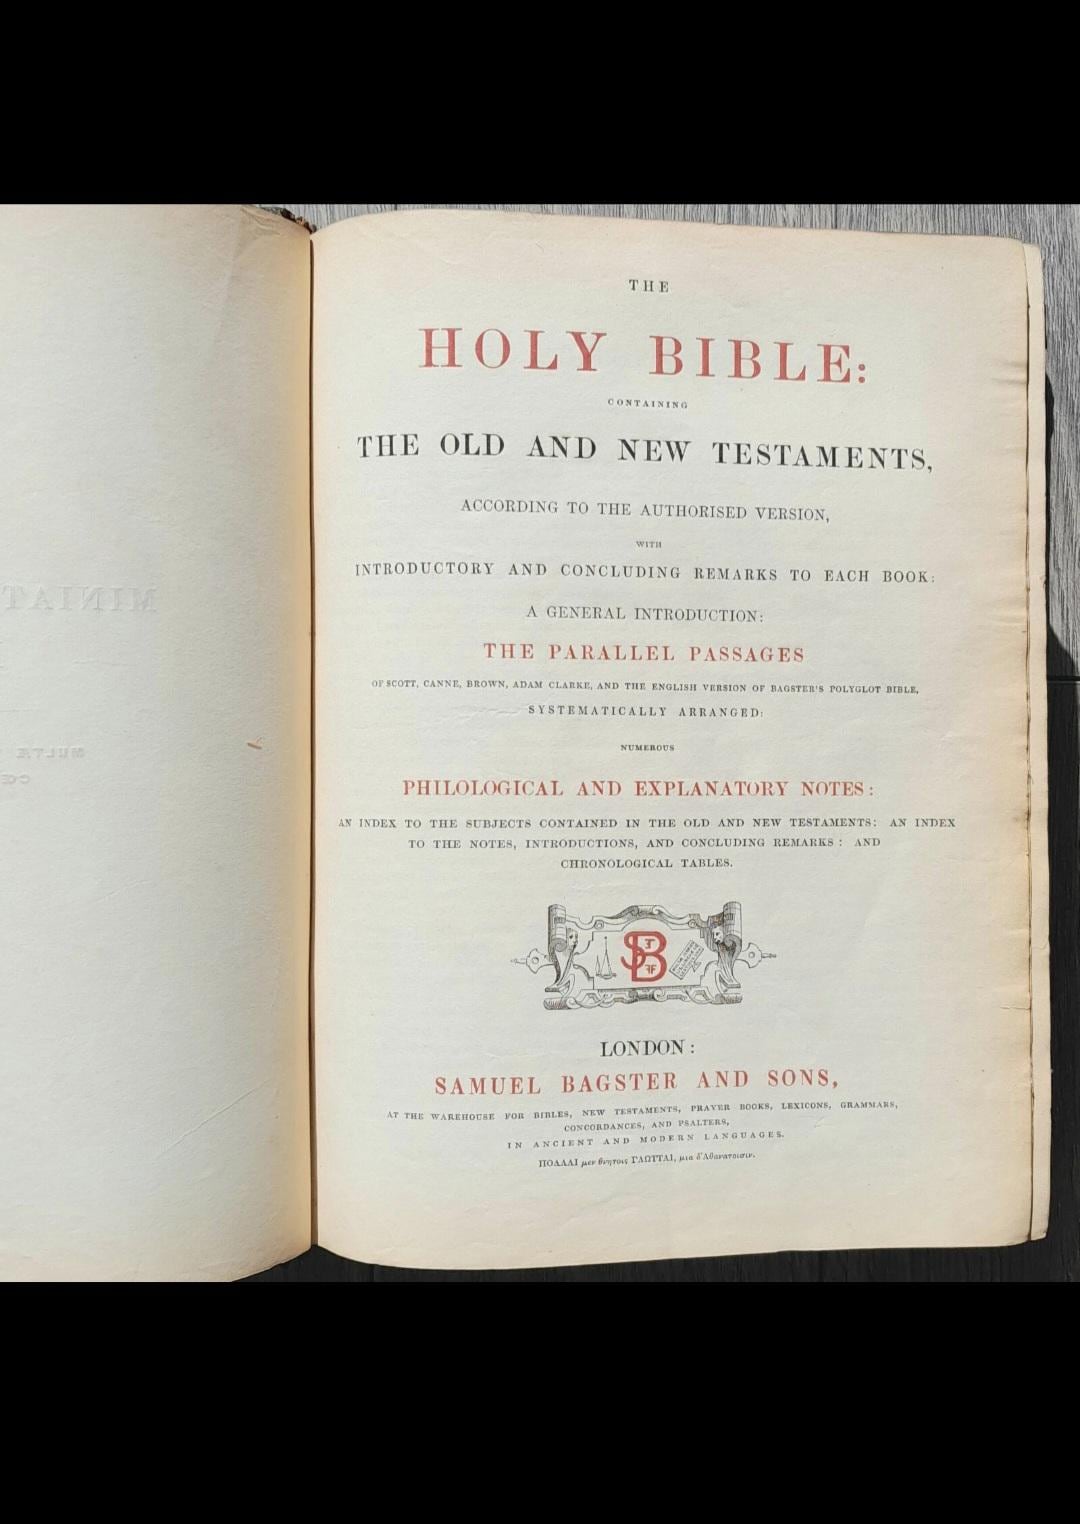 THE
HOLY BIBLE:
CONTAINING
THE OLD AND NEW TESTAMENTS,
ACCORDING TO THE AUTHORISED VERSION,
WITH
INTRODUCTORY AND CONCLUDING REMARKS TO EACH BOOK:
A GENERAL INTRODUCTION:
THE PARALLEL PASSAGES
OF SCOTT, CANNE, BROWN, ADAM CLARKE, AND THE ENGLISH VERSION OF BAGSTER'S POLYGLOT BIBLE,
SYSTEMATICALLY ARRANGED:
NUMEROUS
PHILOLOGICAL AND EXPLANATORY NOTES:
AN INDEX TO THE SUBJECTS CONTAINED IN THE OLD AND NEW TESTAMENTS: AN INDEX
TO THE NOTES, INTRODUCTIONS, AND CONCLUDING REMARKS: AND
CHRONOLOGICAL TABLES.
SB
LONDON:
SAMUEL BAGSTER AND SONS,
AT THE WAREHOUSE FOR BIBLES, NEW TESTAMENTS, PRAYER BOOKS, LEXICONS, GRAMMARS,
CONCORDANCES, AND PSALTERS,
IN ANCIENT AND MODERN LANGUAGES.
ΠΟΛΛΑΙ μεν θνητοις ΓΛΩΤΤΑΙ, μια δ'Αθανατοισιν.